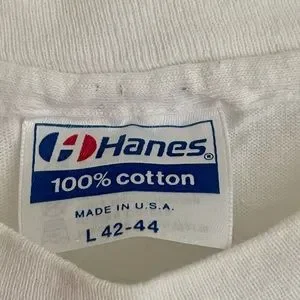 Hanes®
100% cotton
MADE IN U.S.A.
L 42-44